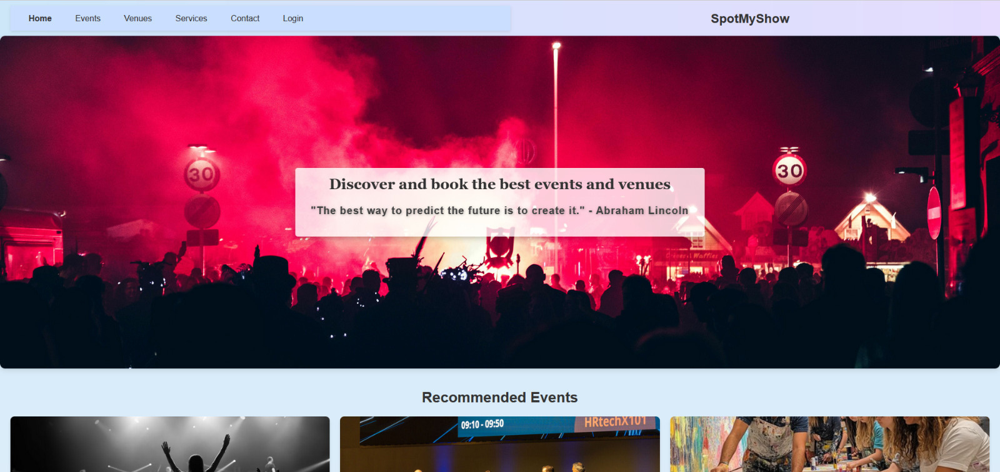 Home Events Venues Services Contact Login SpotMyShow
30
30
Discover and book the best events and venues
"The best way to predict the future is to create it." - Abraham Lincoln
Recommended Events
09:10 - 09:50 HRtechX101